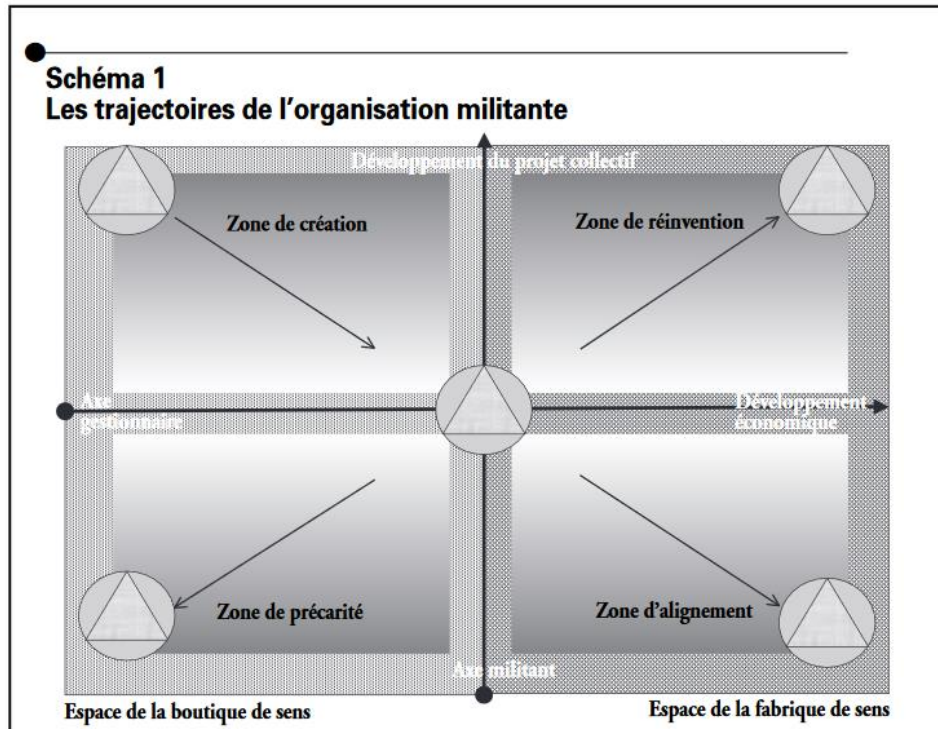 Schéma 1
Les trajectoires de l'organisation militante
Développement du projet collectif
Zone de création
Zone de réinvention
Axe
gestionnaire
Développement
économique
Zone de précarité
Zone d'alignement
Axe militant
Espace de la boutique de sens
Espace de la fabrique de sens